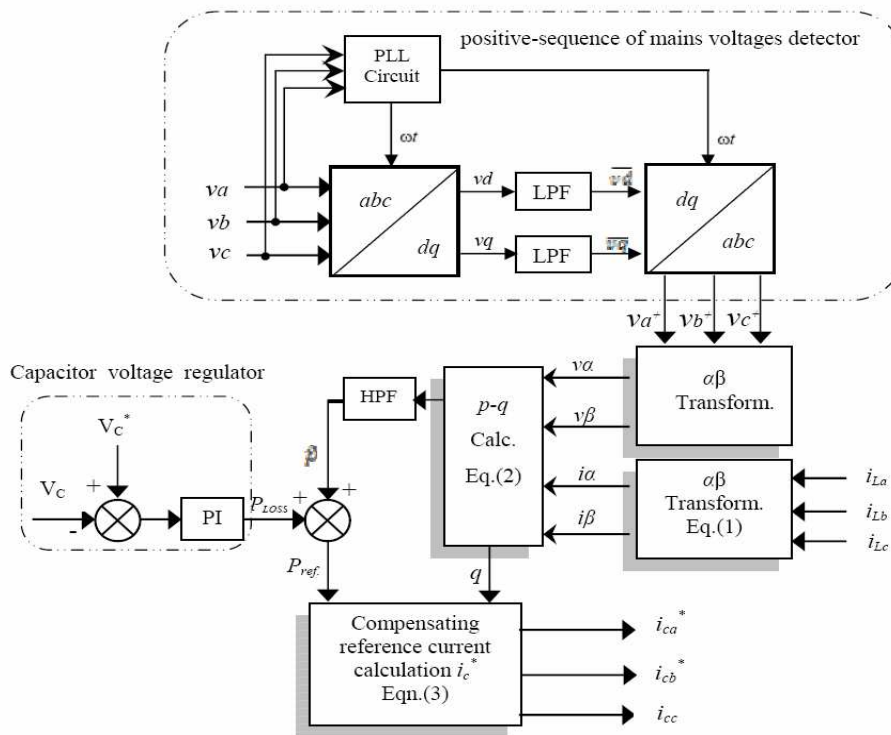 positive-sequence of mains voltages detector
PLL
Circuit
ωt
ωt
va
vb
vc
abc
dq
vd
vq
LPF
LPF
vd
vq
dq
abc
va+
vb+
vc+
Capacitor voltage regulator
VC*
VC
+
-
PI
PLOSS
+
+
HPF
p-q
Calc.
Eq.(2)
vα
vβ
iα
iβ
αβ
Transform.
αβ
Transform.
Eq.(1)
iLa
iLb
iLc
Pref.
q
Compensating
reference current
calculation ic*
Eqn.(3)
ica*
icb*
icc